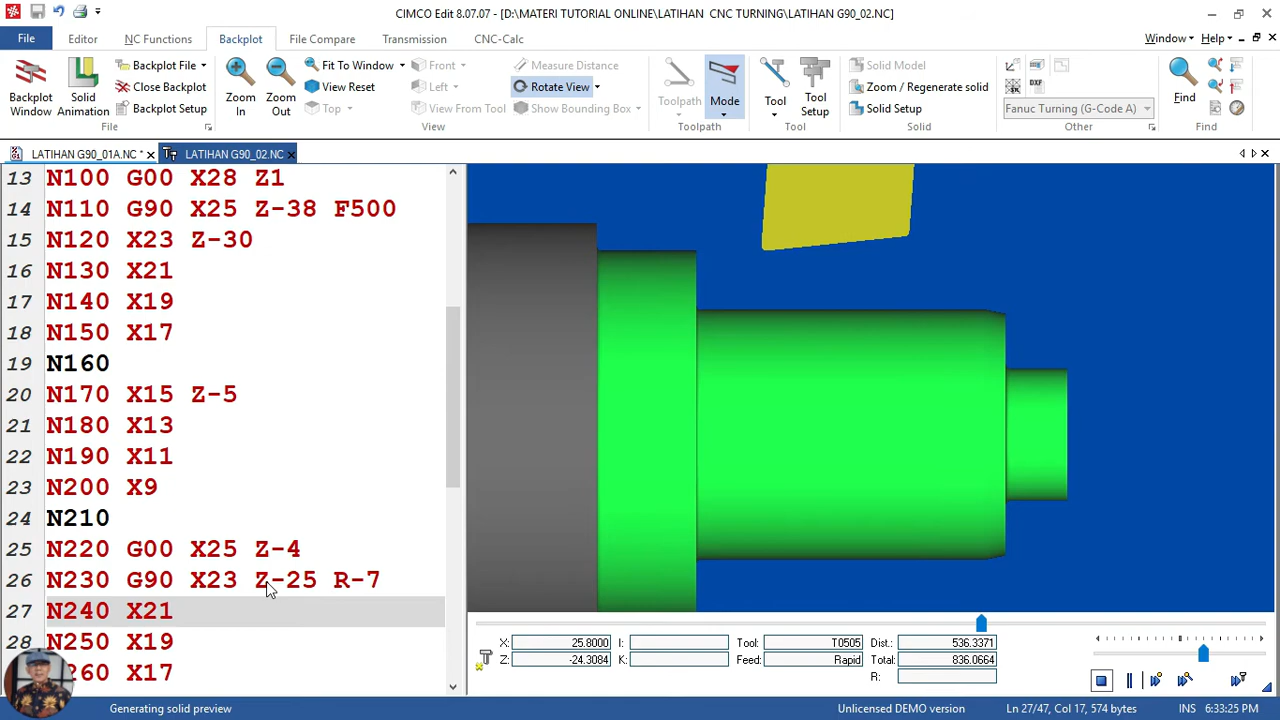 CIMCO Edit 8.07.07 - [D:\MATERI TUTORIAL ONLINE\LATIHAN CNC TURNING\LATIHAN G90_02.NC]
File Editor NC Functions Backplot File Compare Transmission CNC-Calc Window Help
Backplot Window
Solid Animation
Backplot File
Close Backplot
Backplot Setup
File
Zoom In
Zoom Out
Fit To Window
View Reset
Top
Front
Left
View From Tool
Measure Distance
Rotate View
Show Bounding Box
View
Toolpath
Mode
Toolpath
Tool
Tool Setup
Tool
Solid Model
Zoom / Regenerate solid
Solid Setup
Solid
Fanuc Turning (G-Code A)
Other
Find
Find
LATIHAN G90_01A.NC *
LATIHAN G90_02.NC
13 N100 G00 X28 Z1
14 N110 G90 X25 Z-38 F500
15 N120 X23 Z-30
16 N130 X21
17 N140 X19
18 N150 X17
19 N160
20 N170 X15 Z-5
21 N180 X13
22 N190 X11
23 N200 X9
24 N210
25 N220 G00 X25 Z-4
26 N230 G90 X23 Z-25 R-7
27 N240 X21
28 N250 X19
N260 X17
X: 25.8000 I: Tool: T0505 Dist.: 536.3371
Z: -24.3084 K: Feed: Rapid Total: 836.0664
R:
Generating solid preview Unlicensed DEMO version Ln 27/47, Col 17, 574 bytes INS 6:33:25 PM